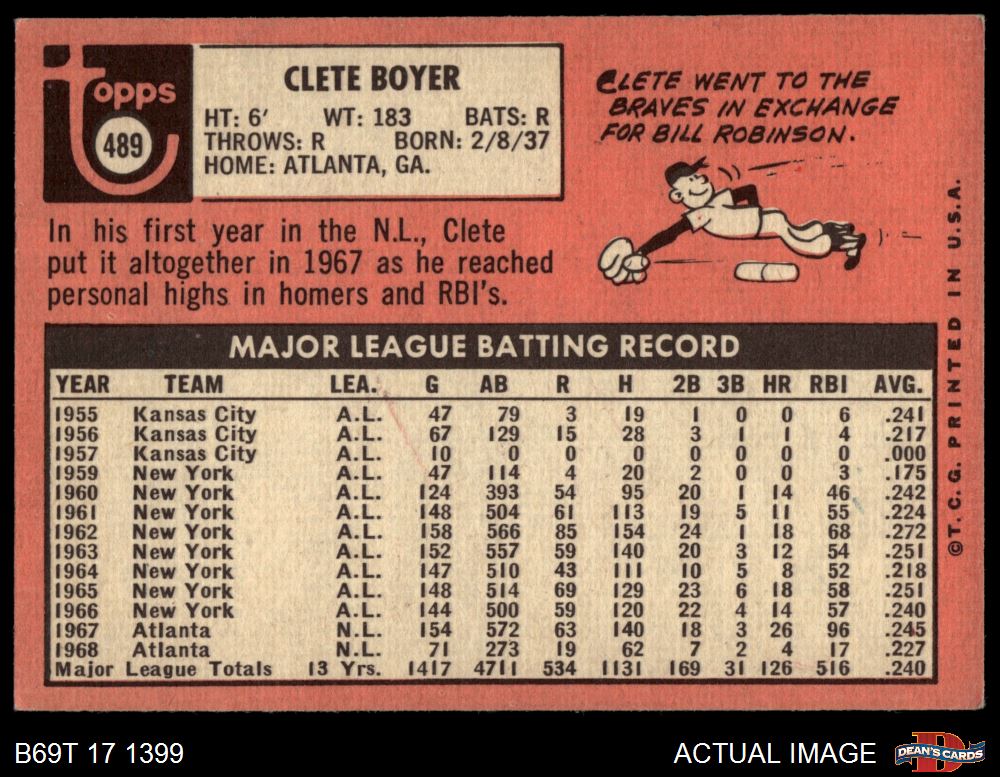 Topps
489
CLETE BOYER
HT: 6' WT: 183 BATS: R
THROWS: R BORN: 2/8/37
HOME: ATLANTA, GA.
CLETE WENT TO THE
BRAVES IN EXCHANGE
FOR BILL ROBINSON.
In his first year in the N.L., Clete
put it altogether in 1967 as he reached
personal highs in homers and RBI's.
MAJOR LEAGUE BATTING RECORD
YEAR TEAM LEA. G AB R H 2B 3B HR RBI AVG.
1955 Kansas City A.L. 47 79 3 19 1 0 0 6 .241
1956 Kansas City A.L. 67 129 15 28 3 1 1 4 .217
1957 Kansas City A.L. 10 0 0 0 0 0 0 0 .000
1959 New York A.L. 47 114 4 20 2 0 0 3 .175
1960 New York A.L. 124 393 54 95 20 1 14 46 .242
1961 New York A.L. 148 504 61 113 19 5 11 55 .224
1962 New York A.L. 158 566 85 154 24 1 18 68 .272
1963 New York A.L. 152 557 59 140 20 3 12 54 .251
1964 New York A.L. 147 510 43 111 10 5 8 52 .218
1965 New York A.L. 148 514 69 129 23 6 18 58 .251
1966 New York A.L. 144 500 59 120 22 4 14 57 .240
1967 Atlanta N.L. 154 572 63 140 18 3 26 96 .245
1968 Atlanta N.L. 71 273 19 62 7 2 4 17 .227
Major League Totals 13 Yrs. 1417 4711 534 1131 169 31 126 516 .240
©T.C.G. PRINTED IN U.S.A.
B69T 17 1399
ACTUAL IMAGE
DEAN'S CARDS